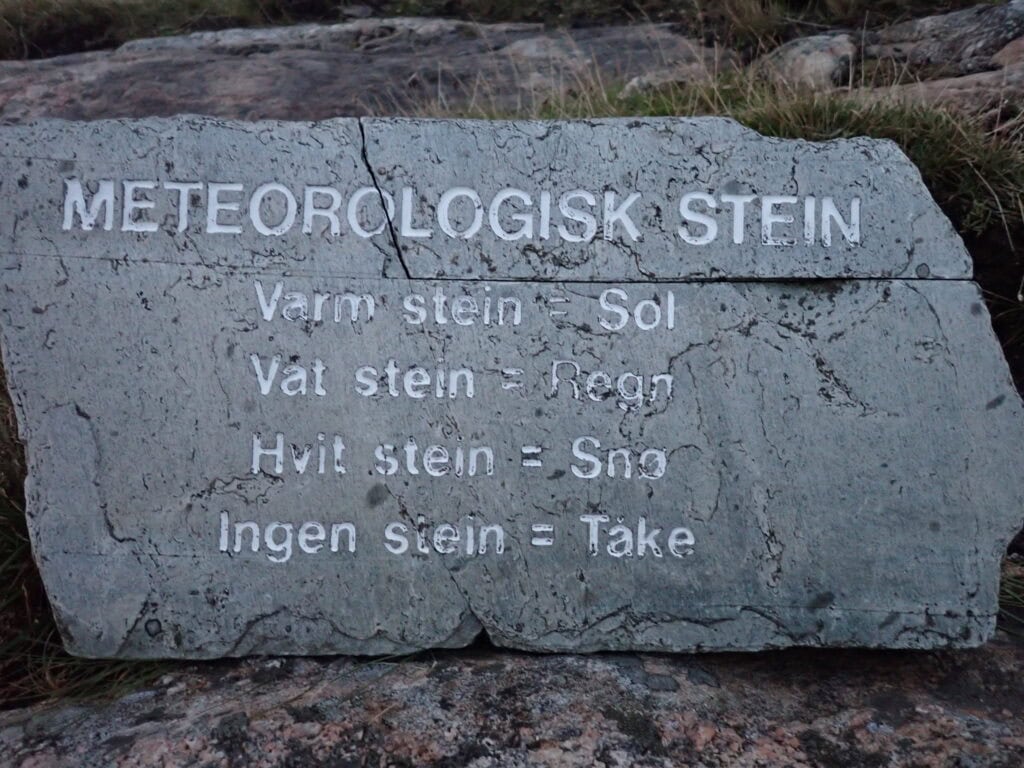 METEOROLOGISK STEIN
Varm stein = Sol
Vat stein = Regn
Hvit stein = Snø
Ingen stein = Tåke